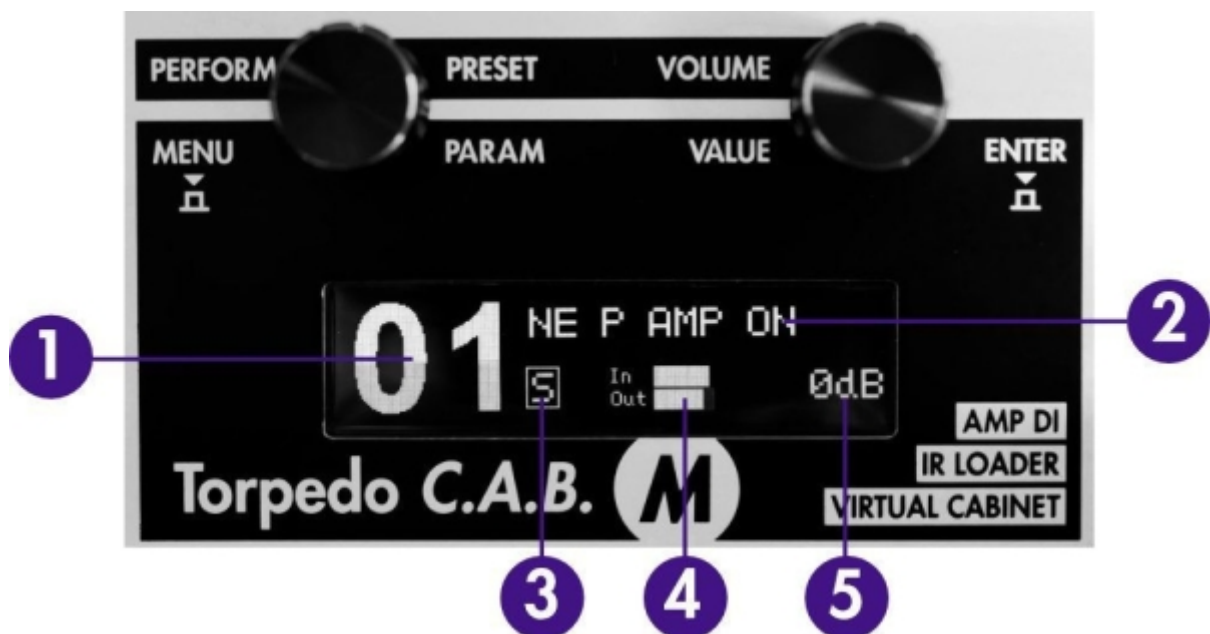 PERFORM PRESET VOLUME
MENU PARAM VALUE ENTER
01 NE P AMP ON
S In 0dB
Out
AMP DI
IR LOADER
VIRTUAL CABINET
Torpedo C.A.B. M
1
2
3 4 5